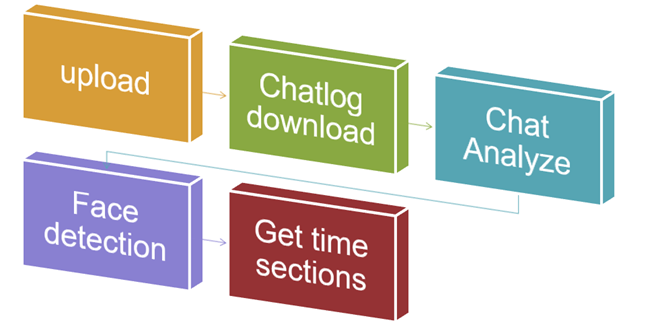 upload
Chatlog
download
Chat
Analyze
Face
detection
Get time
sections